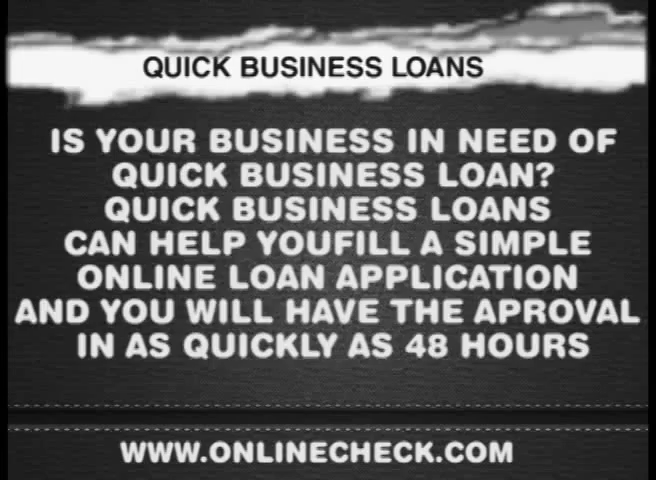 QUICK BUSINESS LOANS
IS YOUR BUSINESS IN NEED OF
QUICK BUSINESS LOAN?
QUICK BUSINESS LOANS
CAN HELP YOUFILL A SIMPLE
ONLINE LOAN APPLICATION
AND YOU WILL HAVE THE APROVAL
IN AS QUICKLY AS 48 HOURS
WWW.ONLINECHECK.COM